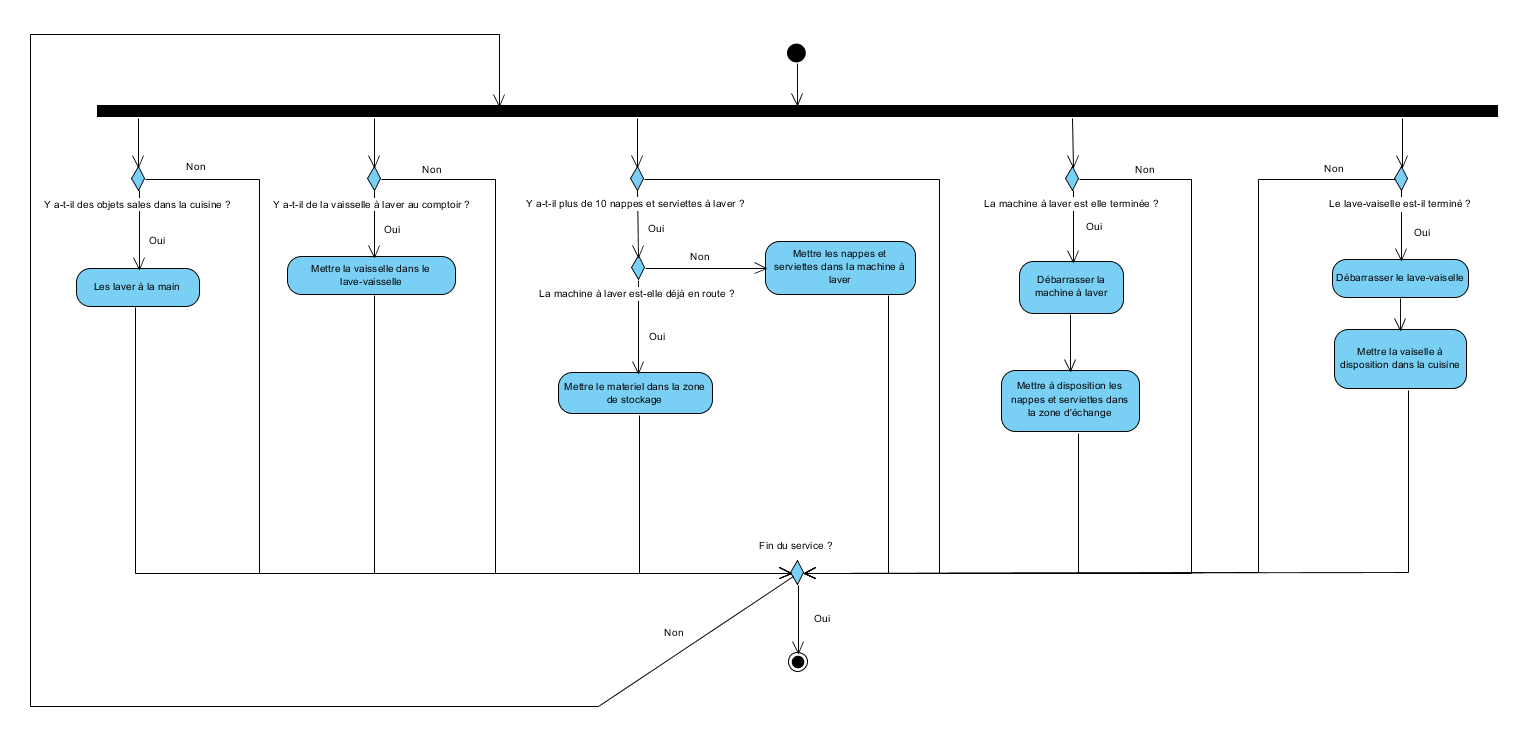 Non
Non
Non
Non
Y a-t-il des objets sales dans la cuisine ?
Y a-t-il de la vaisselle à laver au comptoir ?
Y a-t-il plus de 10 nappes et serviettes à laver ?
La machine à laver est elle terminée ?
Le lave-vaiselle est-il terminé ?
Oui
Oui
Oui
Oui
Oui
Les laver à la main
Mettre la vaisselle dans le
lave-vaisselle
Non
Mettre les nappes et
serviettes dans la machine à
laver
La machine à laver est-elle déjà en route ?
Oui
Mettre le materiel dans la zone
de stockage
Débarrasser la
machine à laver
Mettre à disposition les
nappes et serviettes dans
la zone d'échange
Débarrasser le lave-vaiselle
Mettre la vaiselle à
disposition dans la cuisine
Fin du service ?
Non
Oui